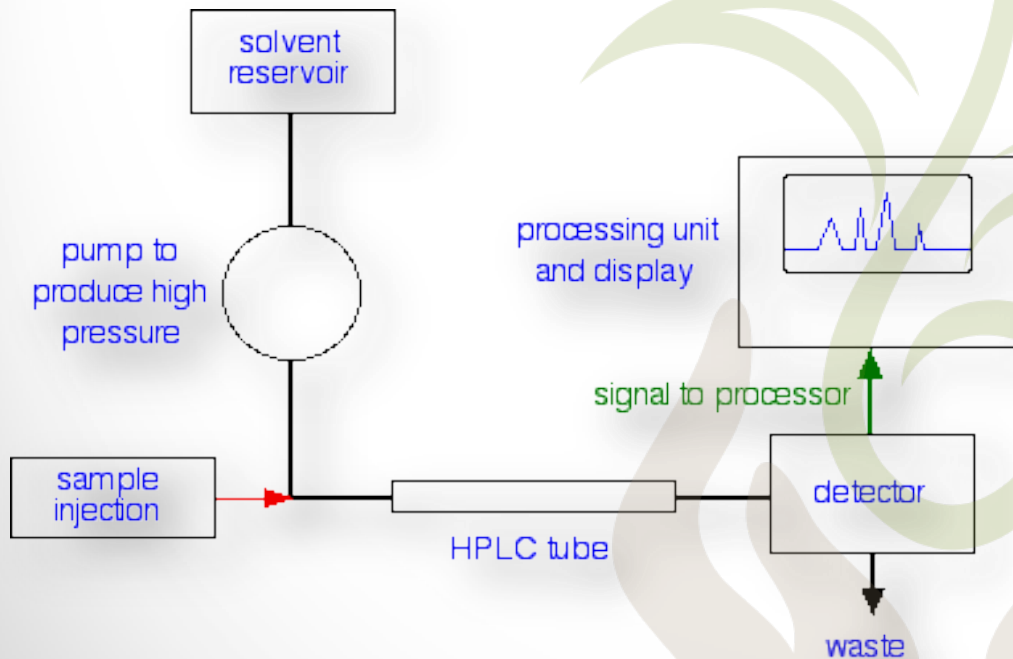 solvent
reservoir
pump to
produce high
pressure
processing unit
and display
signal to processor
sample
injection
HPLC tube
detector
waste